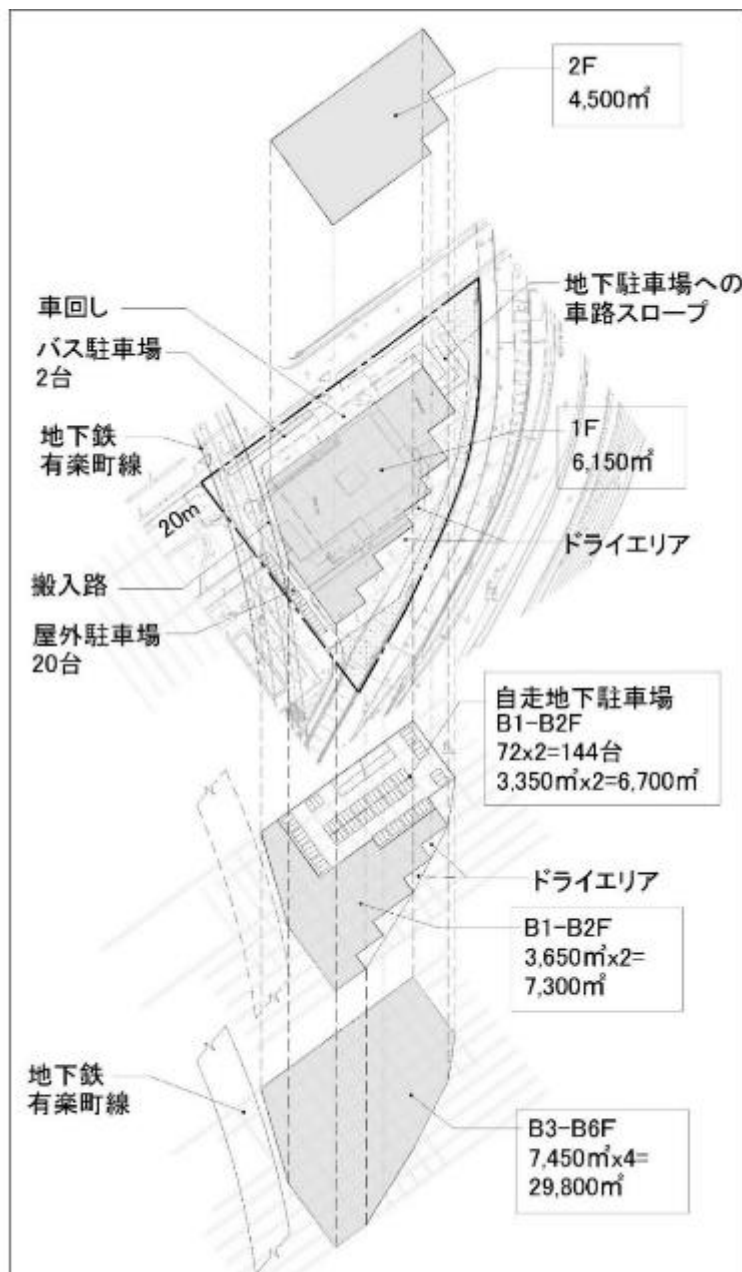 2F
4,500㎡
地下駐車場への
車路スロープ
車回し
バス駐車場
2台
地下鉄
有楽町線
1F
6,150㎡
20m
ドライエリア
搬入路
屋外駐車場
20台
自走地下駐車場
B1-B2F
72x2=144台
3,350㎡x2=6,700㎡
ドライエリア
B1-B2F
3,650㎡x2=
7,300㎡
地下鉄
有楽町線
B3-B6F
7,450㎡x4=
29,800㎡